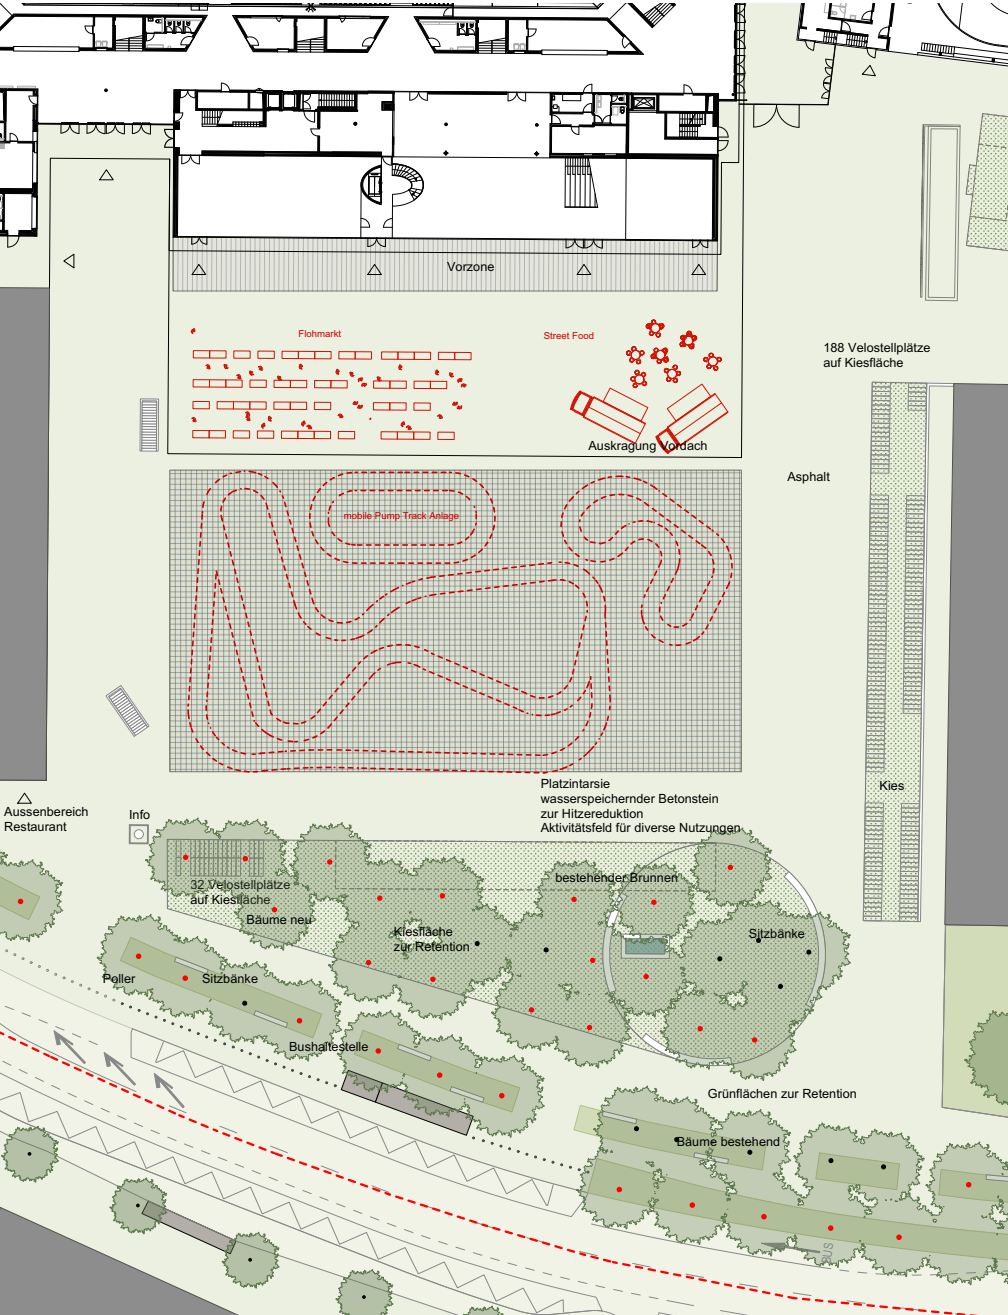 Vorzone
Flohmarkt
Street Food
188 Velostellplätze
auf Kiesfläche
Auskragung Vordach
Asphalt
mobile Pump Track Anlage
Platzintarsie
wasserspeichernder Betonstein
zur Hitzereduktion
Aktivitätsfeld für diverse Nutzungen
Kies
Aussenbereich
Restaurant
Info
32 Velostellplätze
auf Kiesfläche
bestehender Brunnen
Bäume neu
Kiesfläche
zur Retention
Sitzbänke
Poller
Sitzbänke
Bushaltestelle
Grünflächen zur Retention
Bäume bestehend
BUS